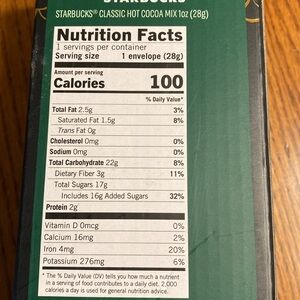 STARBUCKS
STARBUCKS® CLASSIC HOT COCOA MIX 1oz (28g)
Nutrition Facts
1 servings per container
Serving size 1 envelope (28g)
Amount per serving
Calories 100
% Daily Value*
Total Fat 2.5g 3%
Saturated Fat 1.5g 8%
Trans Fat 0g
Cholesterol 0mg 0%
Sodium 0mg 0%
Total Carbohydrate 22g 8%
Dietary Fiber 3g 11%
Total Sugars 17g
Includes 16g Added Sugars 32%
Protein 2g
Vitamin D 0mcg 0%
Calcium 16mg 2%
Iron 4mg 20%
Potassium 276mg 6%
* The % Daily Value (DV) tells you how much a nutrient
in a serving of food contributes to a daily diet. 2,000
calories a day is used for general nutrition advice.